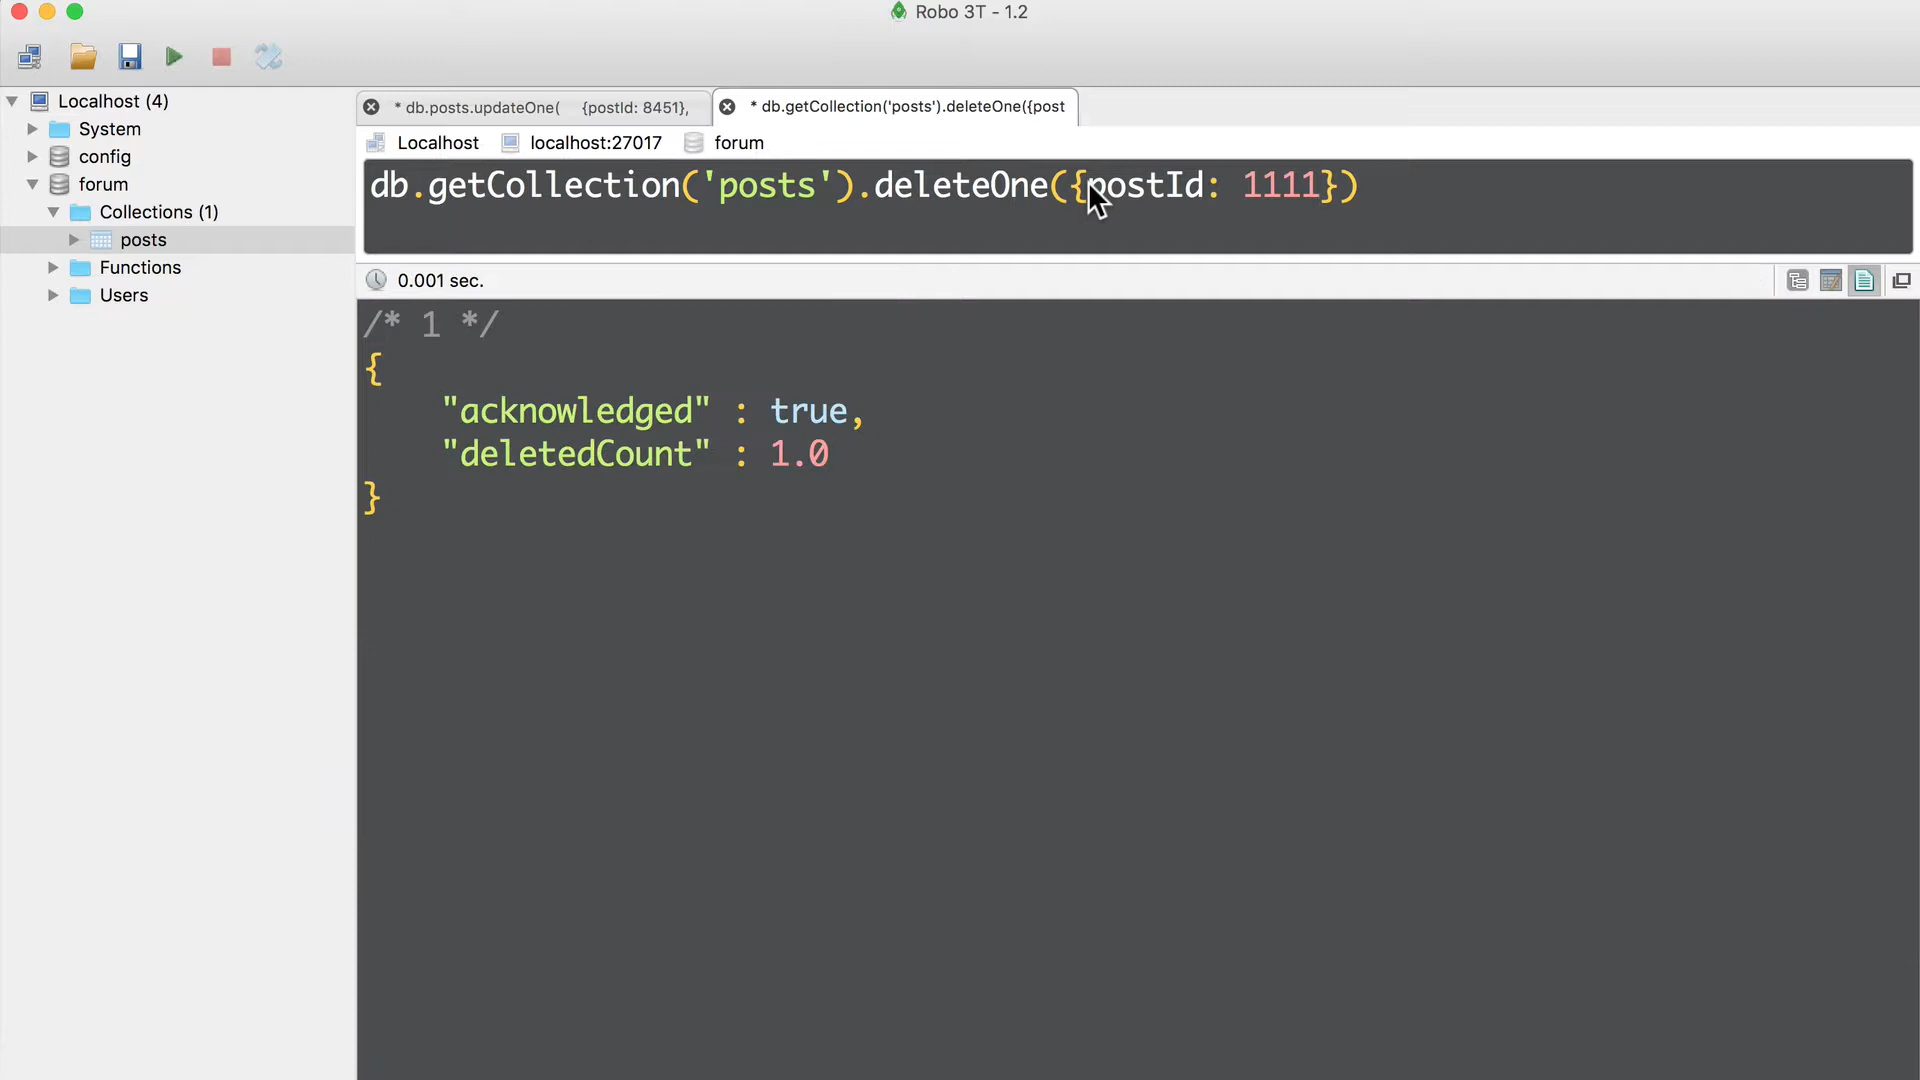 Robo 3T - 1.2
Localhost (4)
System
config
forum
Collections (1)
posts
Functions
Users
* db.posts.updateOne( {postId: 8451},
* db.getCollection('posts').deleteOne({post
Localhost localhost:27017 forum
db.getCollection('posts').deleteOne({postId: 1111})
0.001 sec.
/* 1 */
{
"acknowledged" : true,
"deletedCount" : 1.0
}